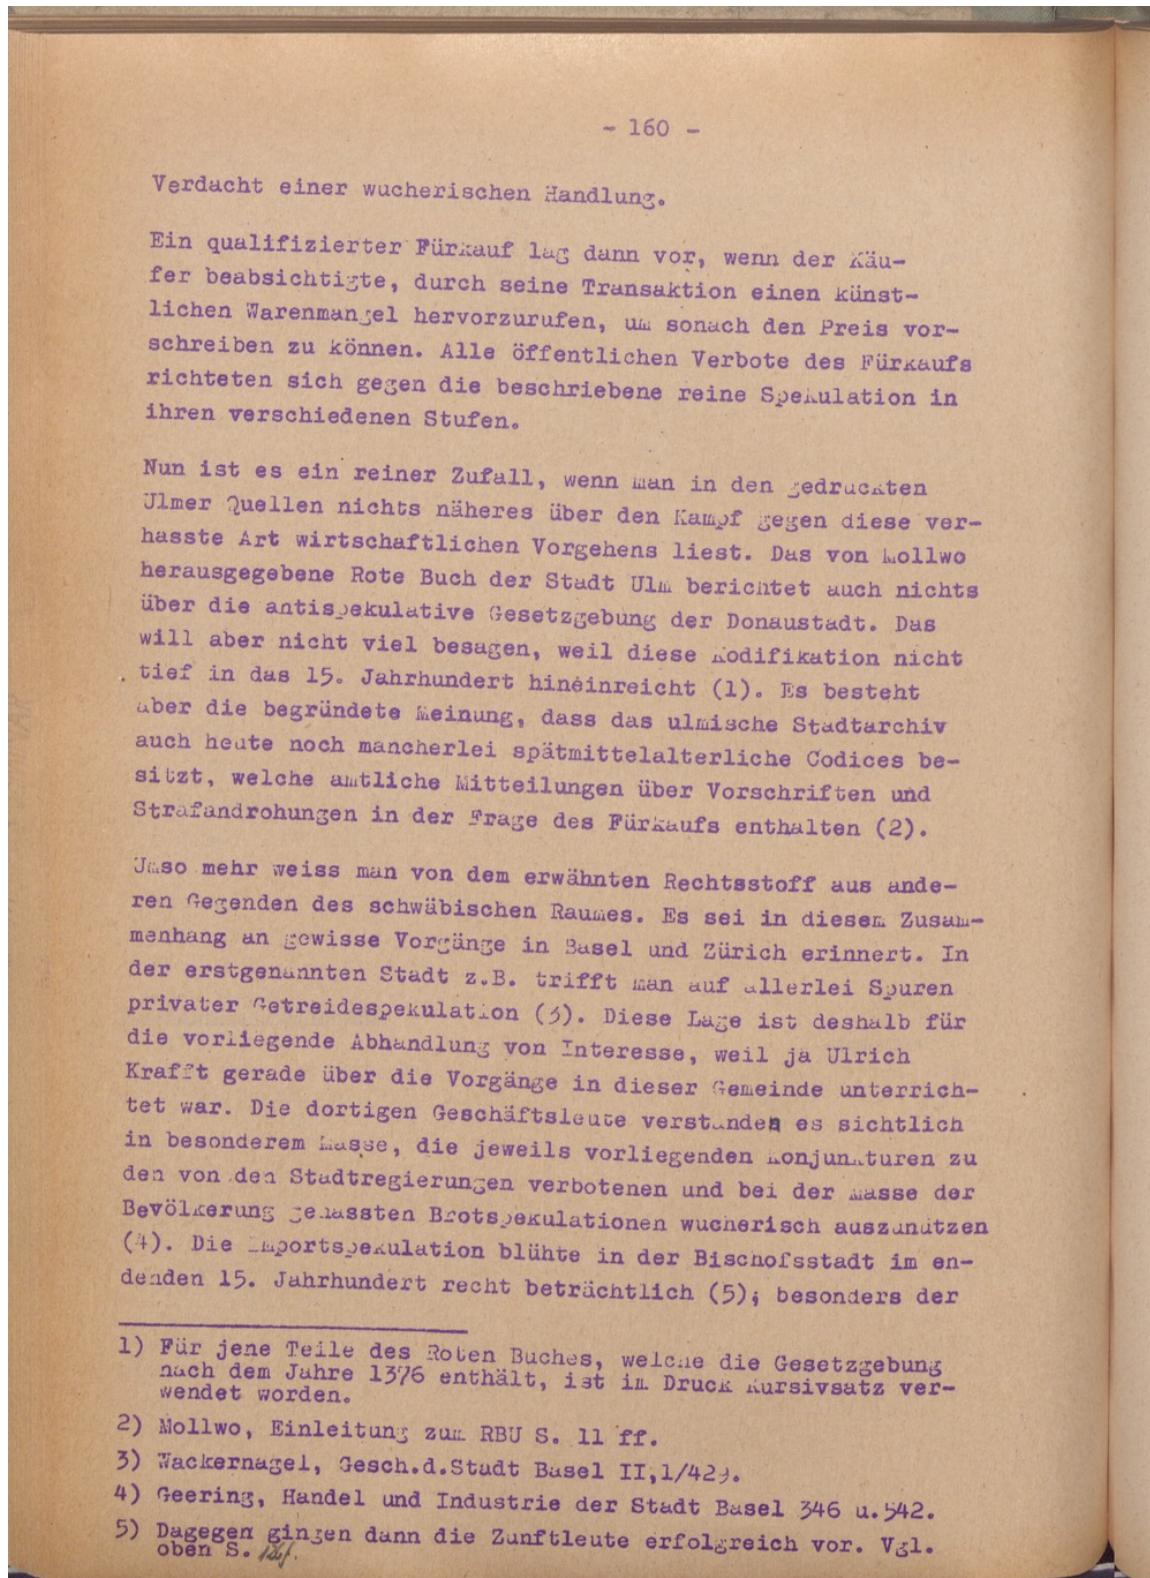 - 160 -
Verdacht einer wucherischen Handlung.
Ein qualifizierter Fürkauf lag dann vor, wenn der Käu-
fer beabsichtigte, durch seine Transaktion einen künst-
lichen Warenmangel hervorzurufen, um sonach den Preis vor-
schreiben zu können. Alle öffentlichen Verbote des Fürkaufs
richteten sich gegen die beschriebene reine Spekulation in
ihren verschiedenen Stufen.
Nun ist es ein reiner Zufall, wenn man in den gedruckten
Ulmer Quellen nichts näheres über den Kampf gegen diese ver-
hasste Art wirtschaftlichen Vorgehens liest. Das von Mollwo
herausgegebene Rote Buch der Stadt Ulm berichtet auch nichts
über die antispekulative Gesetzgebung der Donaustadt. Das
will aber nicht viel besagen, weil diese Kodifikation nicht
tief in das 15. Jahrhundert hineinreicht (1). Es besteht
aber die begründete Meinung, dass das ulmische Stadtarchiv
auch heute noch mancherlei spätmittelalterliche Codices be-
sitzt, welche amtliche Mitteilungen über Vorschriften und
Strafandrohungen in der Frage des Fürkaufs enthalten (2).
Umso mehr weiss man von dem erwähnten Rechtsstoff aus ande-
ren Gegenden des schwäbischen Raumes. Es sei in diesem Zusam-
menhang an gewisse Vorgänge in Basel und Zürich erinnert. In
der erstgenannten Stadt z.B. trifft man auf allerlei Spuren
privater Getreidespekulation (3). Diese Lage ist deshalb für
die vorliegende Abhandlung von Interesse, weil ja Ulrich
Krafft gerade über die Vorgänge in dieser Gemeinde unterrich-
tet war. Die dortigen Geschäftsleute verstanden es sichtlich
in besonderem Masse, die jeweils vorliegenden Konjunkturen zu
den von den Stadtregierungen verbotenen und bei der Masse der
Bevölkerung gehassten Brotspekulationen wucherisch auszunützen
(4). Die Importspekulation blühte in der Bischofsstadt im en-
denden 15. Jahrhundert recht beträchtlich (5); besonders der
1) Für jene Teile des Roten Buches, welche die Gesetzgebung
nach dem Jahre 1376 enthält, ist im Druck Kursivsatz ver-
wendet worden.
2) Mollwo, Einleitung zum RBU S. 11 ff.
3) Wackernagel, Gesch.d.Stadt Basel II,1/429.
4) Geering, Handel und Industrie der Stadt Basel 346 u.542.
5) Dagegen gingen dann die Zunftleute erfolgreich vor. Vgl.
oben S.